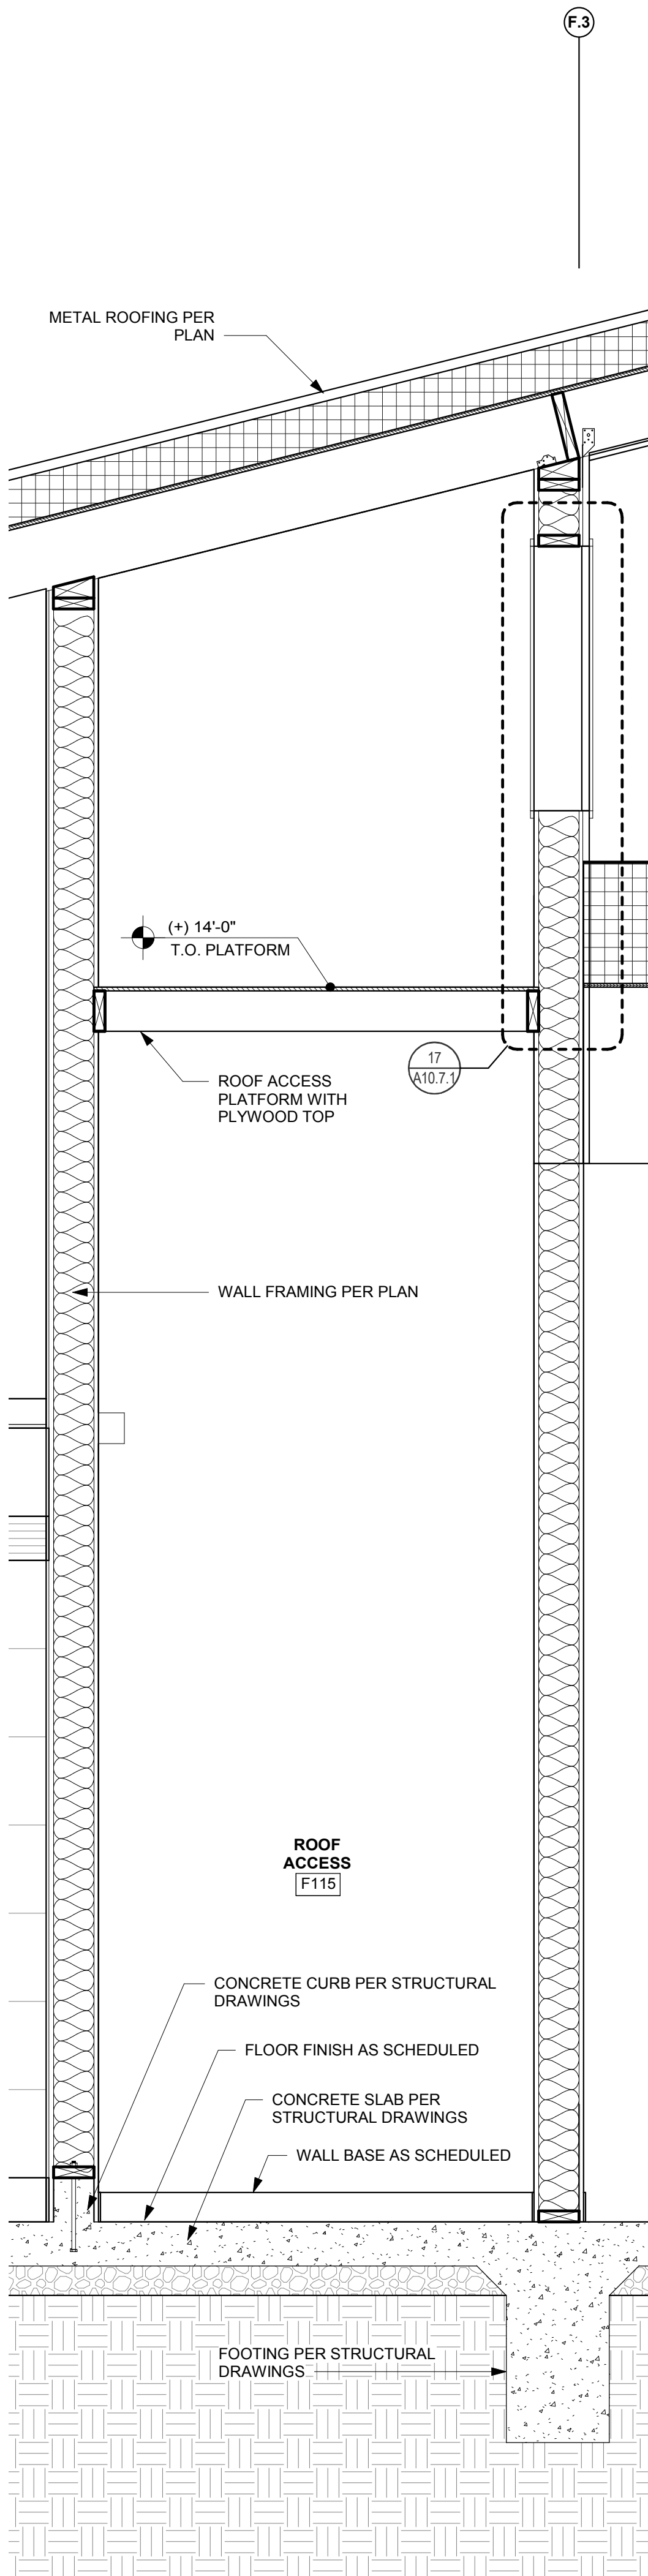 F.3
METAL ROOFING PER
PLAN
(+) 14'-0"
T.O. PLATFORM
17
A10.7.1
ROOF ACCESS
PLATFORM WITH
PLYWOOD TOP
WALL FRAMING PER PLAN
ROOF
ACCESS
F115
CONCRETE CURB PER STRUCTURAL
DRAWINGS
FLOOR FINISH AS SCHEDULED
CONCRETE SLAB PER
STRUCTURAL DRAWINGS
WALL BASE AS SCHEDULED
FOOTING PER STRUCTURAL
DRAWINGS